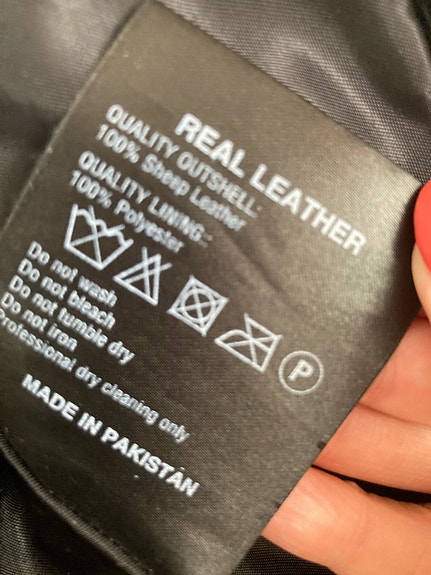 REAL LEATHER
QUALITY OUTSHELL:
100% Sheep Leather
QUALITY LINING::
100% Polyester
P
Do not wash
Do not bleach
Do not tumble dry
Do not iron
Professional dry cleaning only
MADE IN PAKISTAN